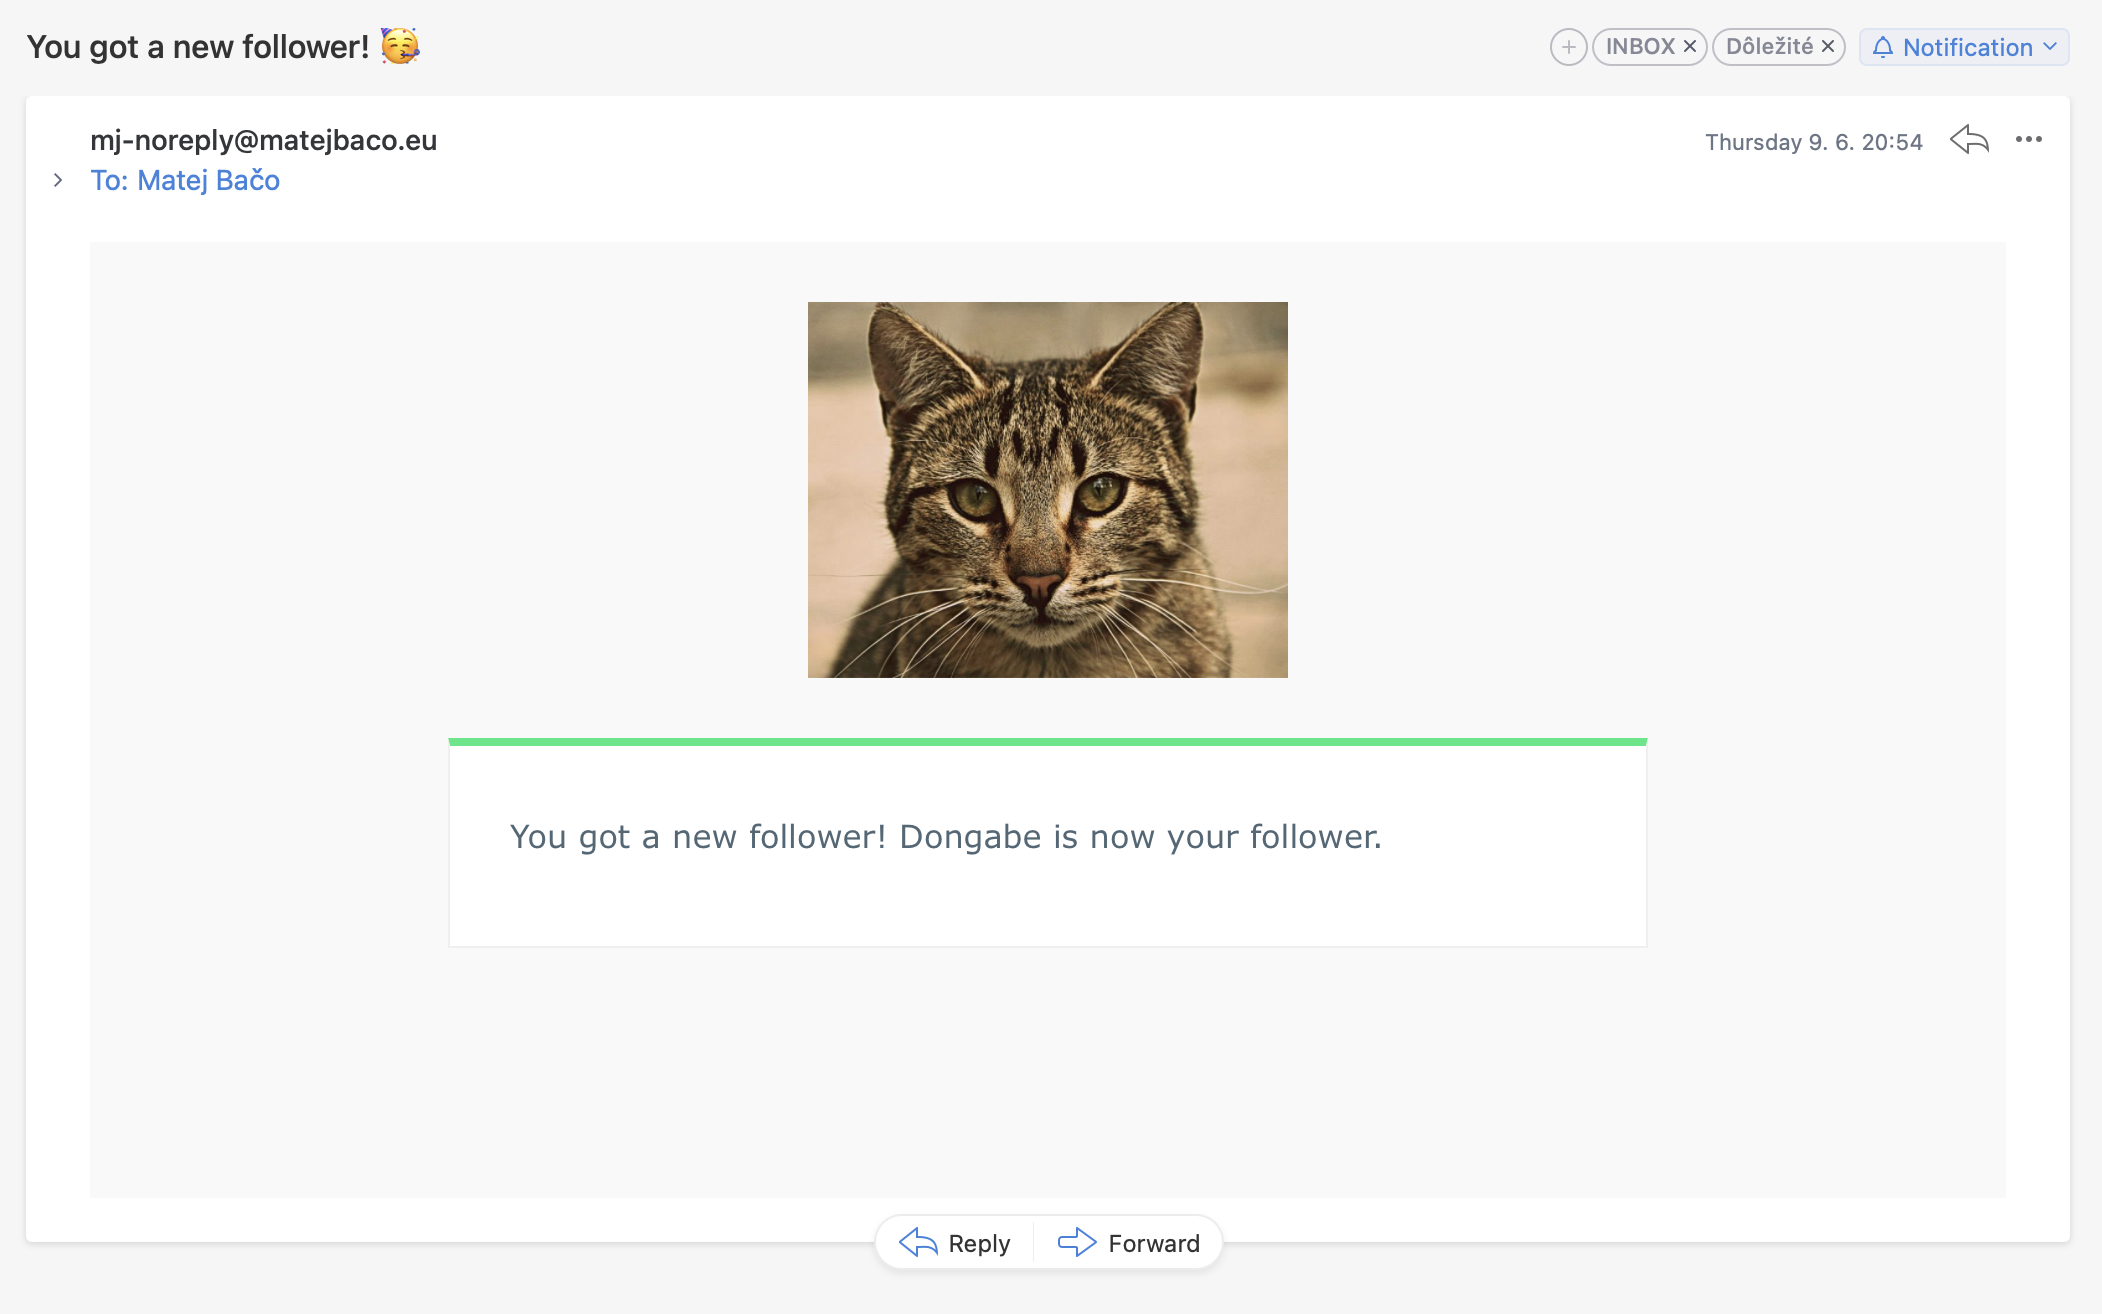 You got a new follower! 🥳
INBOX × Dôležité × Notification
mj-noreply@matejbaco.eu
Thursday 9. 6. 20:54
To: Matej Bačo
You got a new follower! Dongabe is now your follower.
Reply Forward